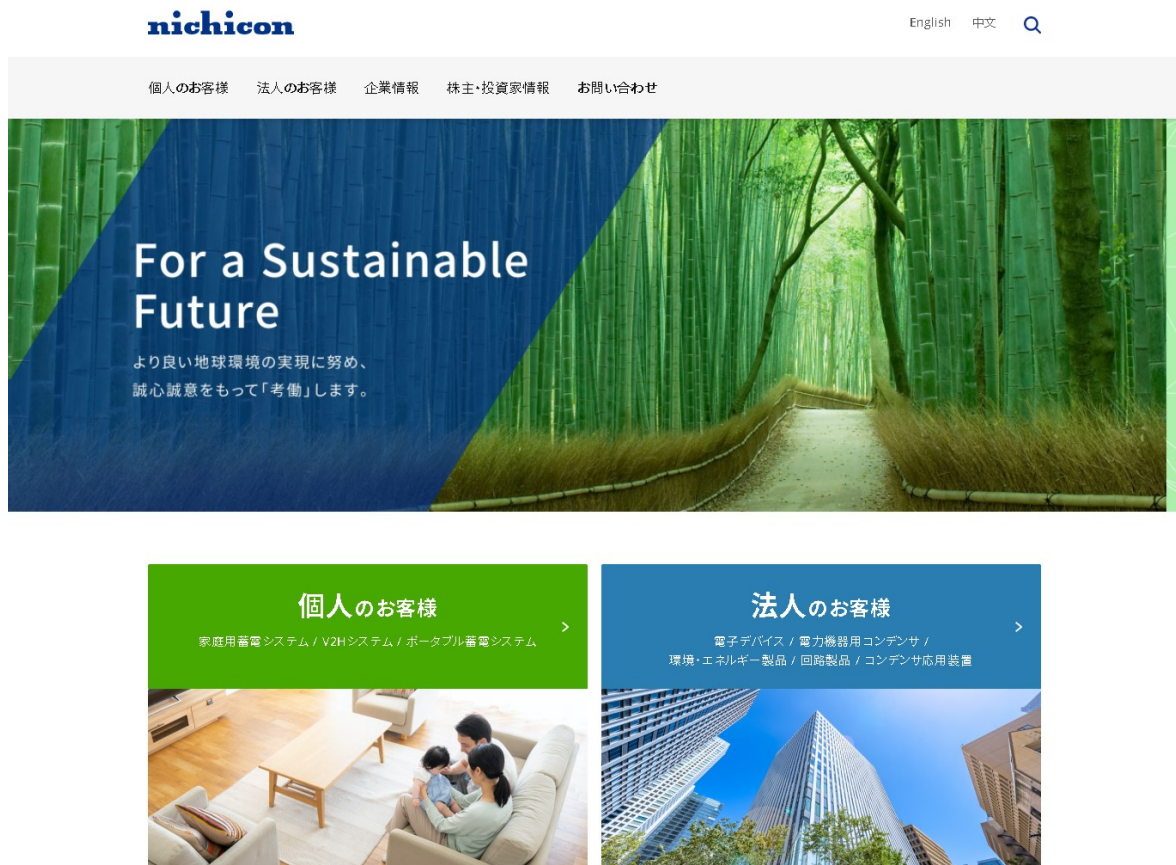 nichicon
English 中文
個人のお客様 法人のお客様 企業情報 株主・投資家情報 お問い合わせ
For a Sustainable
Future
より良い地球環境の実現に努め、
誠心誠意をもって「考働」します。
個人のお客様
家庭用蓄電システム / V2Hシステム / ポータブル蓄電システム
法人のお客様
電子デバイス / 電力機器用コンデンサ /
環境・エネルギー製品 / 回路製品 / コンデンサ応用装置